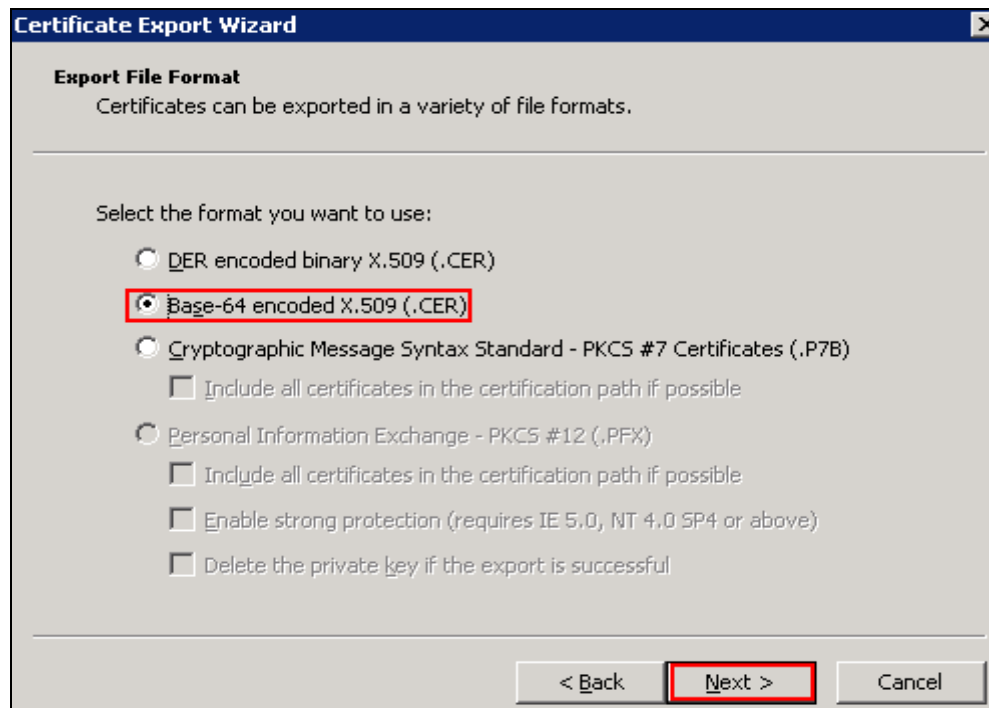 Certificate Export Wizard
Export File Format
Certificates can be exported in a variety of file formats.
Select the format you want to use:
DER encoded binary X.509 (.CER)
Base-64 encoded X.509 (.CER)
Cryptographic Message Syntax Standard - PKCS #7 Certificates (.P7B)
Include all certificates in the certification path if possible
Personal Information Exchange - PKCS #12 (.PFX)
Include all certificates in the certification path if possible
Enable strong protection (requires IE 5.0, NT 4.0 SP4 or above)
Delete the private key if the export is successful
< Back Next > Cancel